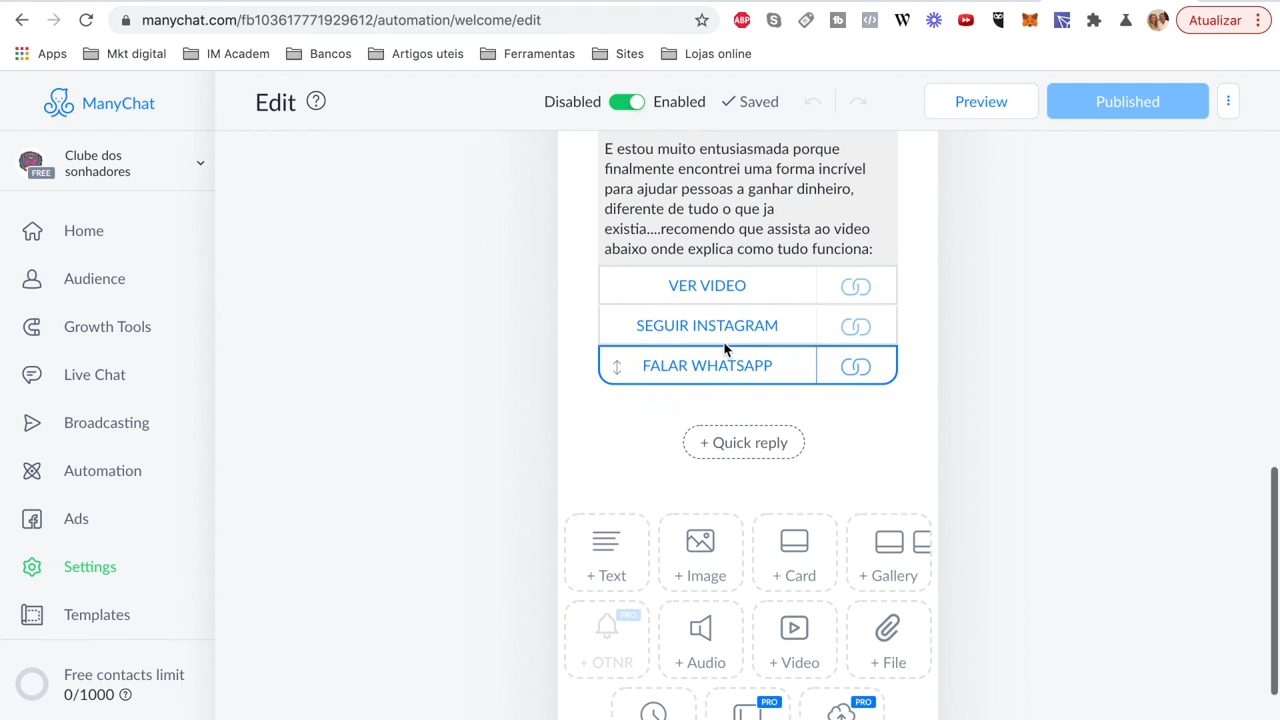 manychat.com/fb103617771929612/automation/welcome/edit
ABP
Atualizar
Apps
Mkt digital
IM Academ
Bancos
Artigos uteis
Ferramentas
Sites
Lojas online
ManyChat
Edit ?
Disabled
Enabled
Saved
Preview
Published
Clube dos
sonhadores
FREE
Home
Audience
Growth Tools
Live Chat
Broadcasting
Automation
Ads
Settings
Templates
Free contacts limit
0/1000 ?
E estou muito entusiasmada porque
finalmente encontrei uma forma incrível
para ajudar pessoas a ganhar dinheiro,
diferente de tudo o que ja
existia....recomendo que assista ao video
abaixo onde explica como tudo funciona:
VER VIDEO
SEGUIR INSTAGRAM
FALAR WHATSAPP
+ Quick reply
+ Text
+ Image
+ Card
+ Gallery
PRO
+ OTNR
+ Audio
+ Video
+ File
PRO
PRO